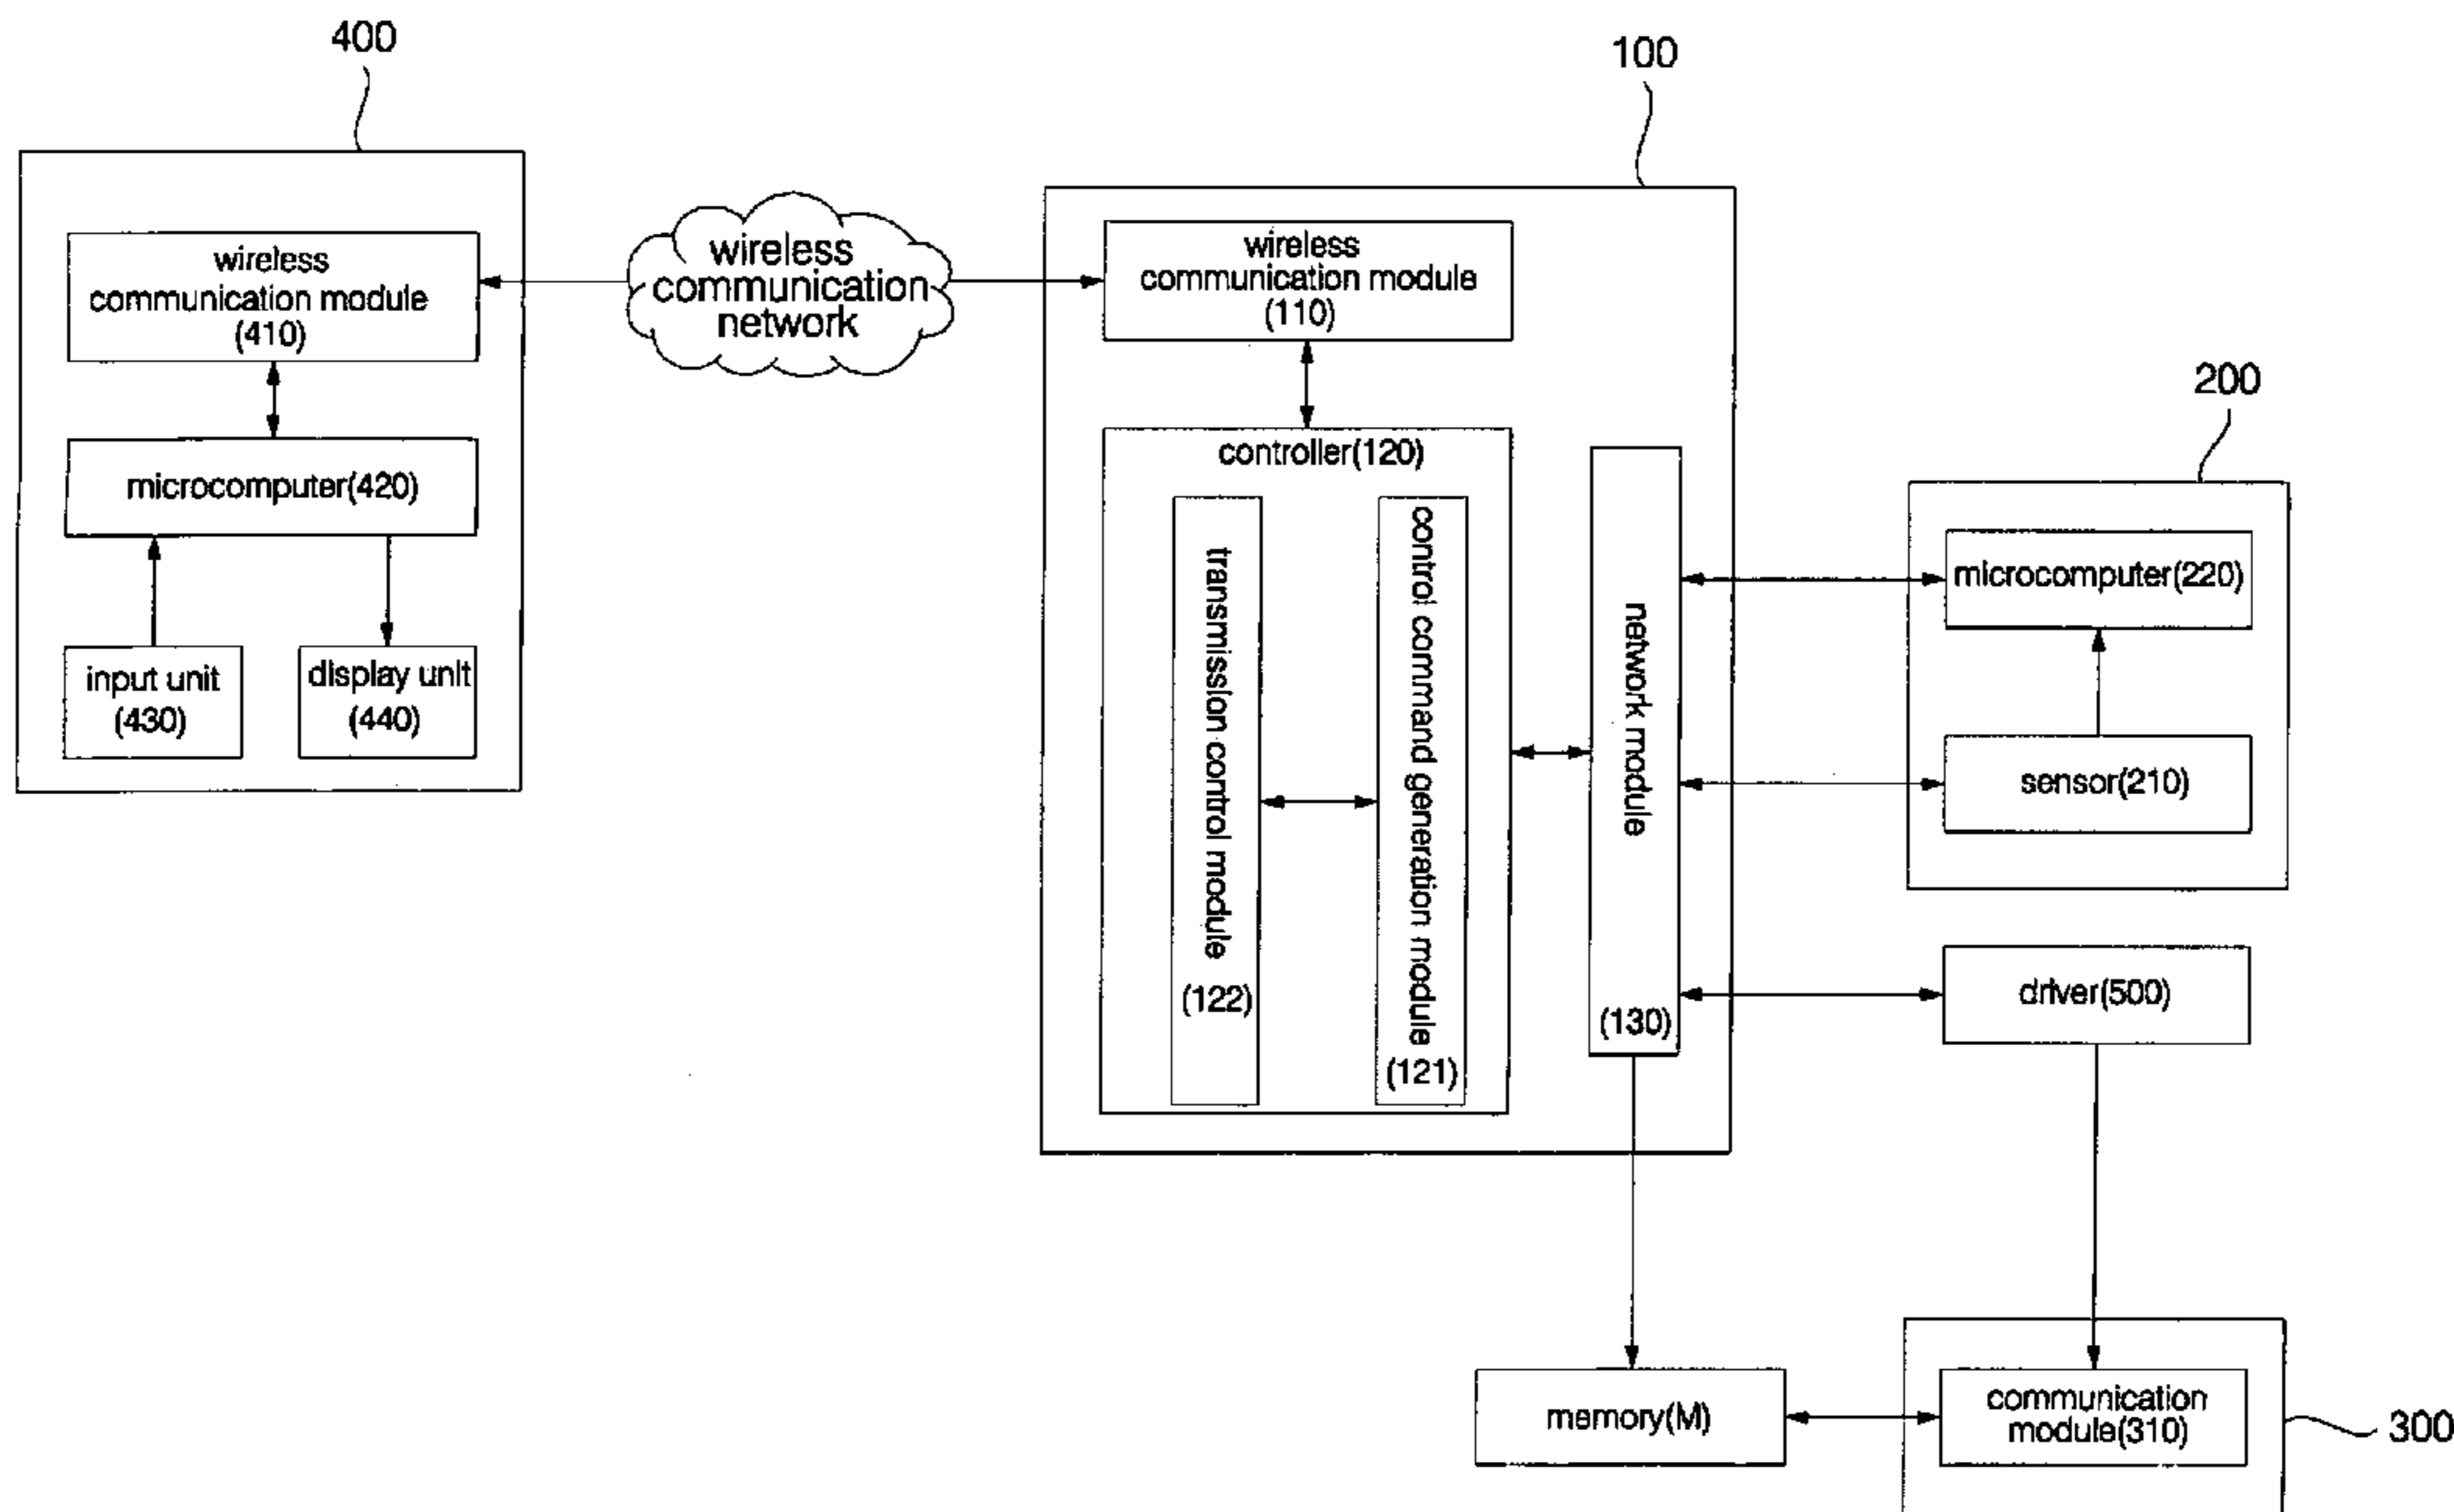 400
100
wireless
communication module
(410)
wireless
communication
network
wireless
communication module
(110)
200
microcomputer(420)
controller(120)
transmission control module
(122)
control command generation module
(121)
network module
(130)
microcomputer(220)
input unit
(430)
display unit
(440)
sensor(210)
driver(500)
memory(M)
communication
module(310)
300